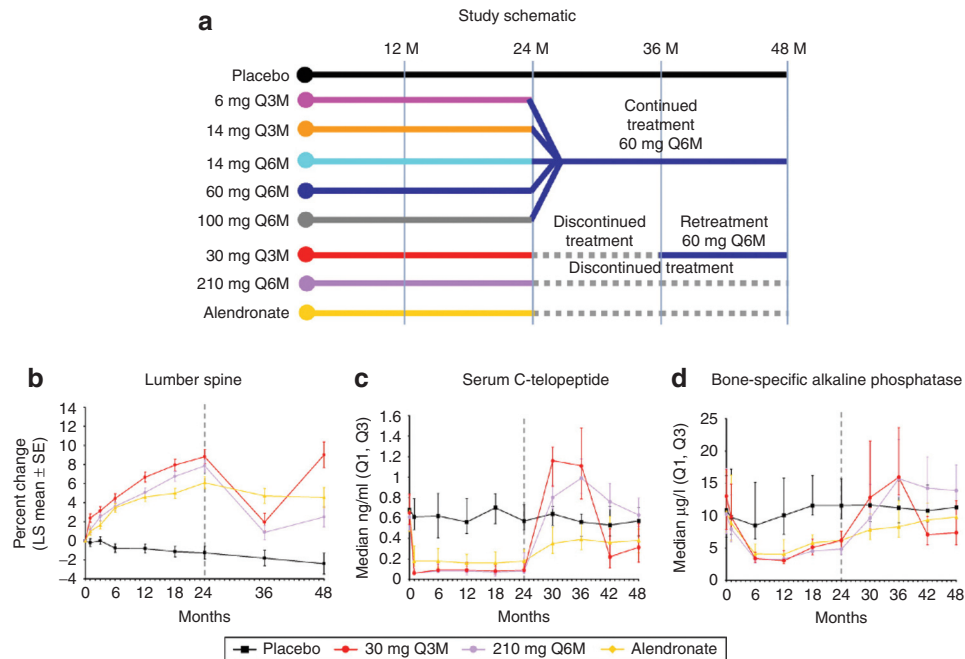 Study schematic
a
12 M 24 M 36 M 48 M
Placebo
6 mg Q3M
14 mg Q3M
14 mg Q6M
60 mg Q6M
100 mg Q6M
30 mg Q3M
210 mg Q6M
Alendronate
Continued
treatment
60 mg Q6M
Discontinued
treatment
Retreatment
60 mg Q6M
Discontinued treatment
b
Lumber spine
Percent change
(LS mean ± SE)
14
12
10
8
6
4
2
0
−2
−4
0 6 12 18 24 36 48
Months
c
Serum C-telopeptide
Median ng/ml (Q1, Q3)
1.6
1.4
1.2
1
0.8
0.6
0.4
0.2
0
0 6 12 18 24 30 36 42 48
Months
d
Bone-specific alkaline phosphatase
Median µg/l (Q1, Q3)
25
20
15
10
5
0
0 6 12 18 24 30 36 42 48
Months
Placebo 30 mg Q3M 210 mg Q6M Alendronate